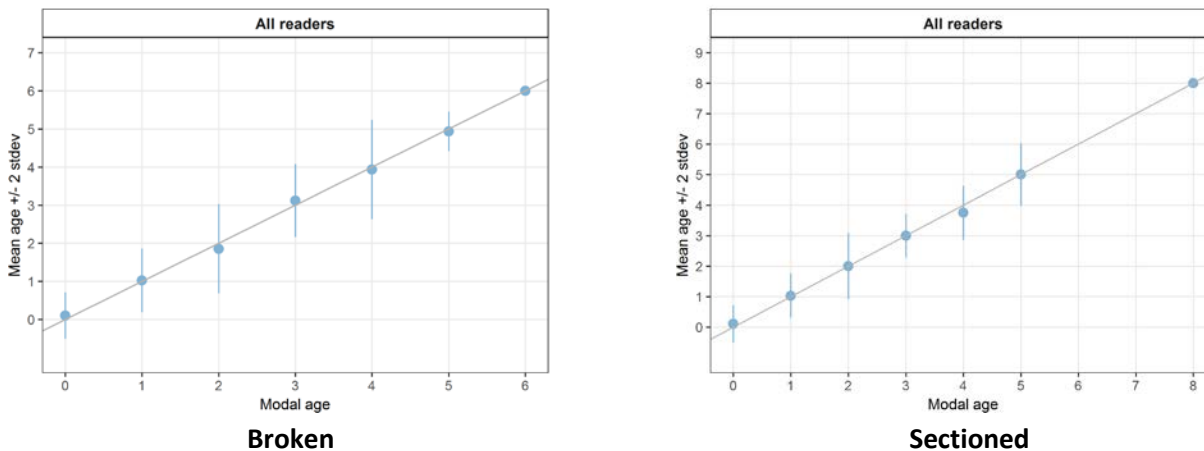 All readers
7
6
5
4
3
2
1
0
Mean age +/- 2 stdev
0 1 2 3 4 5 6
Modal age
Broken
All readers
9
8
7
6
5
4
3
2
1
0
Mean age +/- 2 stdev
0 1 2 3 4 5 6 7 8
Modal age
Sectioned